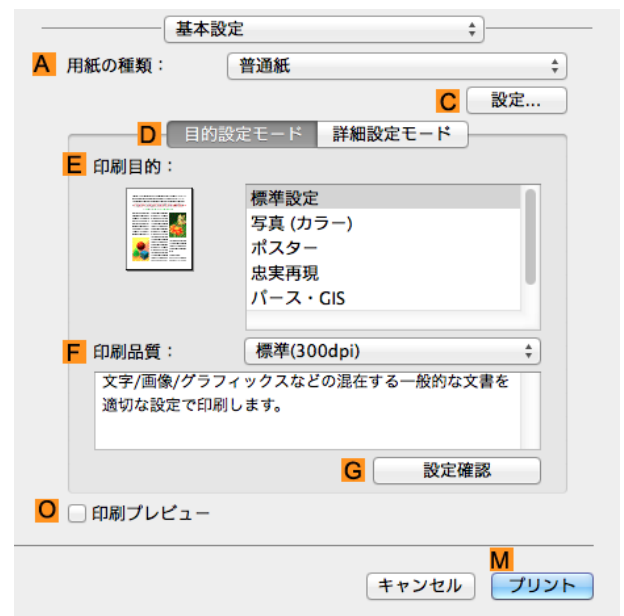 基本設定
A 用紙の種類： 普通紙
C 設定...
D 目的設定モード 詳細設定モード
E 印刷目的：
標準設定
写真 (カラー)
ポスター
忠実再現
パース・GIS
F 印刷品質： 標準(300dpi)
文字/画像/グラフィックスなどの混在する一般的な文書を
適切な設定で印刷します。
G 設定確認
O 印刷プレビュー
M
キャンセル プリント